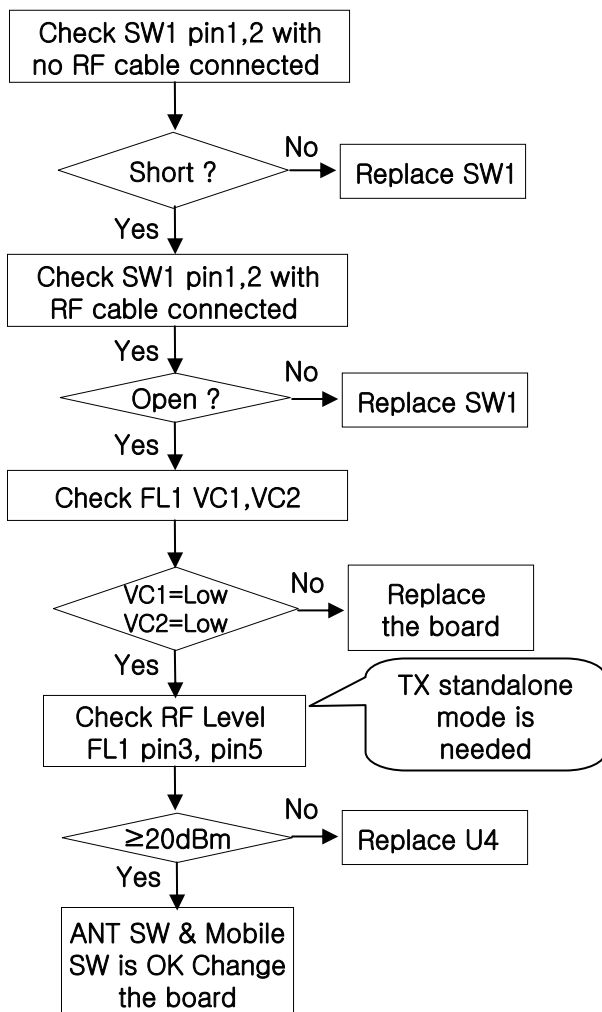 Check SW1 pin1,2 with
no RF cable connected
Short ?
No
Replace SW1
Yes
Check SW1 pin1,2 with
RF cable connected
Yes
Open ?
No
Replace SW1
Yes
Check FL1 VC1,VC2
VC1=Low
VC2=Low
No
Replace
the board
Yes
Check RF Level
FL1 pin3, pin5
TX standalone
mode is
needed
≥20dBm
No
Replace U4
Yes
ANT SW & Mobile
SW is OK Change
the board